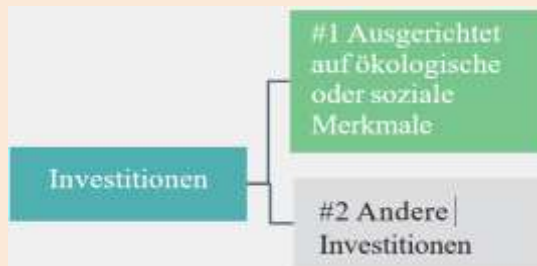 #1 Ausgerichtet
auf ökologische
oder soziale
Merkmale
Investitionen
#2 Andere
Investitionen